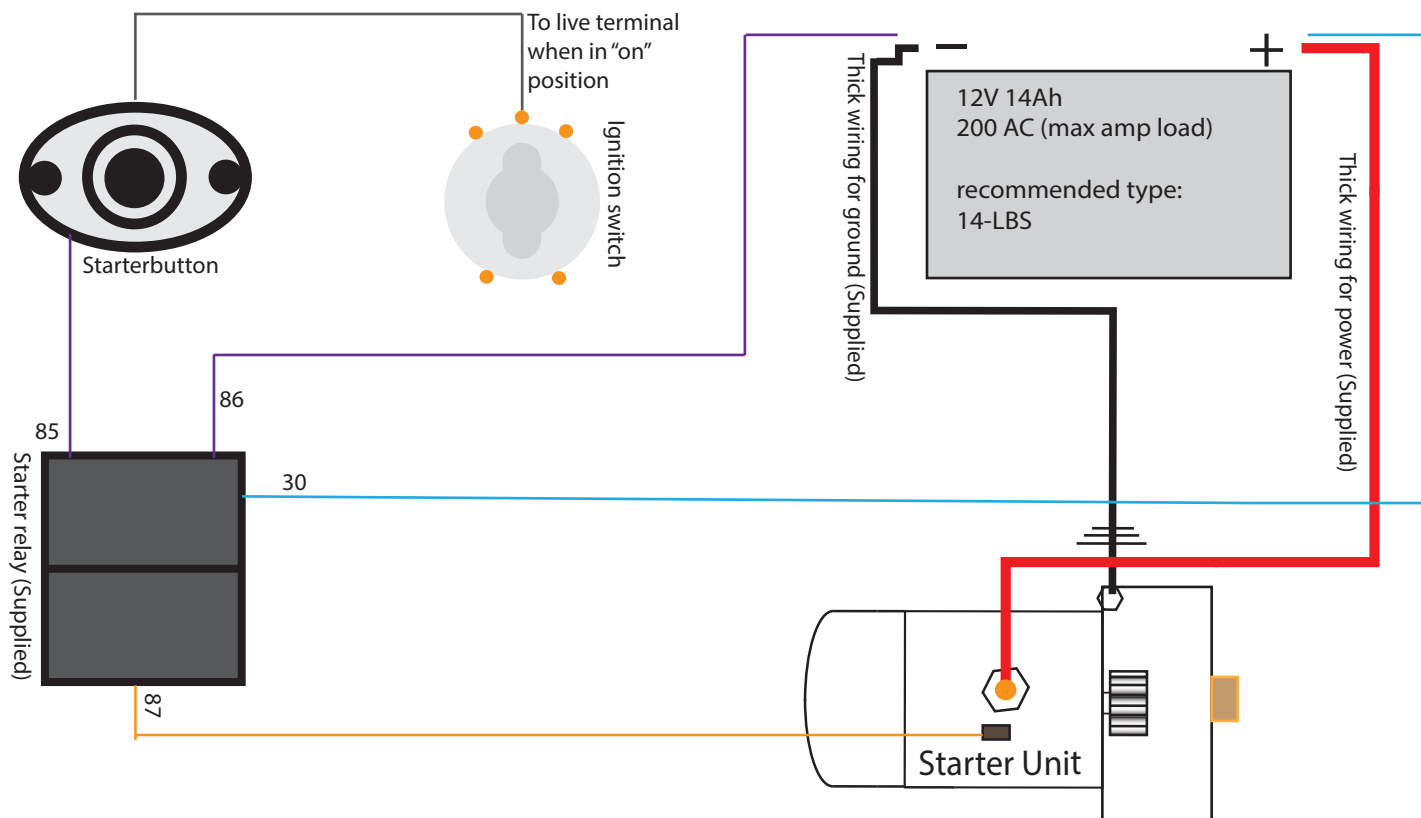 To live terminal
when in "on"
position
Ignition switch
Starterbutton
12V 14Ah
200 AC (max amp load)
recommended type:
14-LBS
−
+
Thick wiring for ground (Supplied)
Thick wiring for power (Supplied)
85
86
30
Starter relay (Supplied)
87
Starter Unit